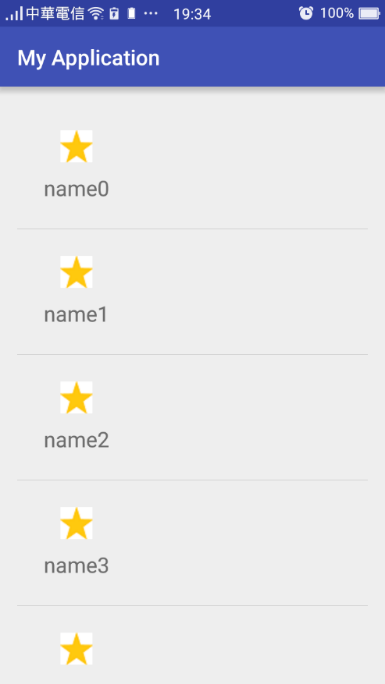 中華電信 ··· 19:34 100%
My Application
name0
name1
name2
name3